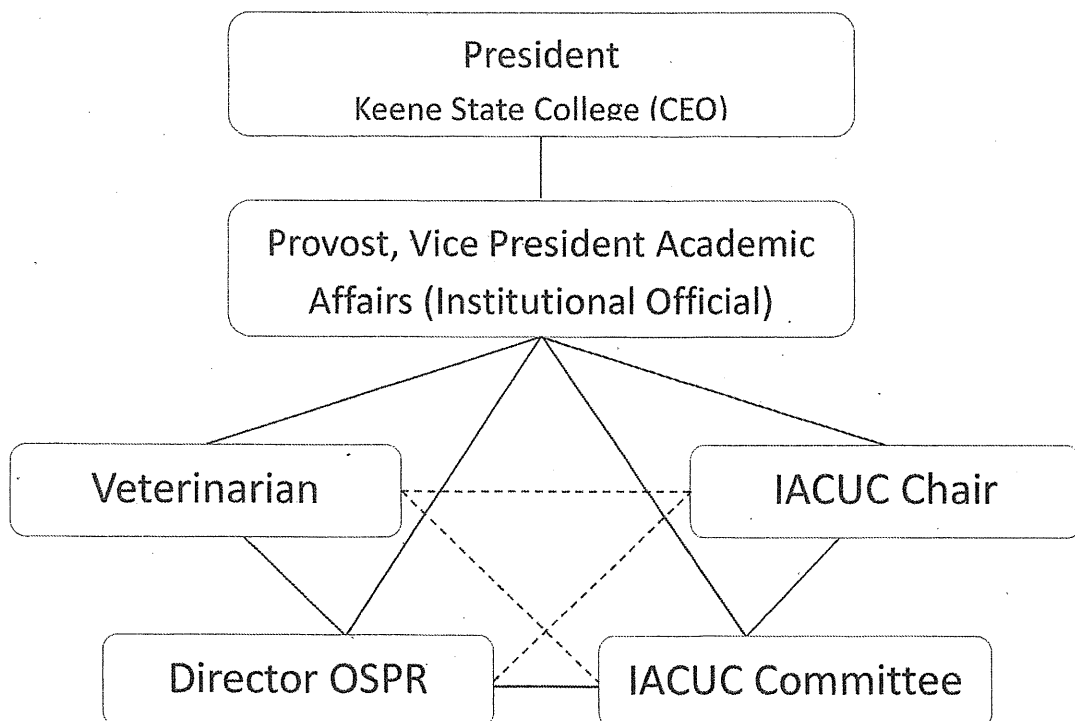 President
Keene State College (CEO)
Provost, Vice President Academic
Affairs (Institutional Official)
Veterinarian
IACUC Chair
Director OSPR
IACUC Committee